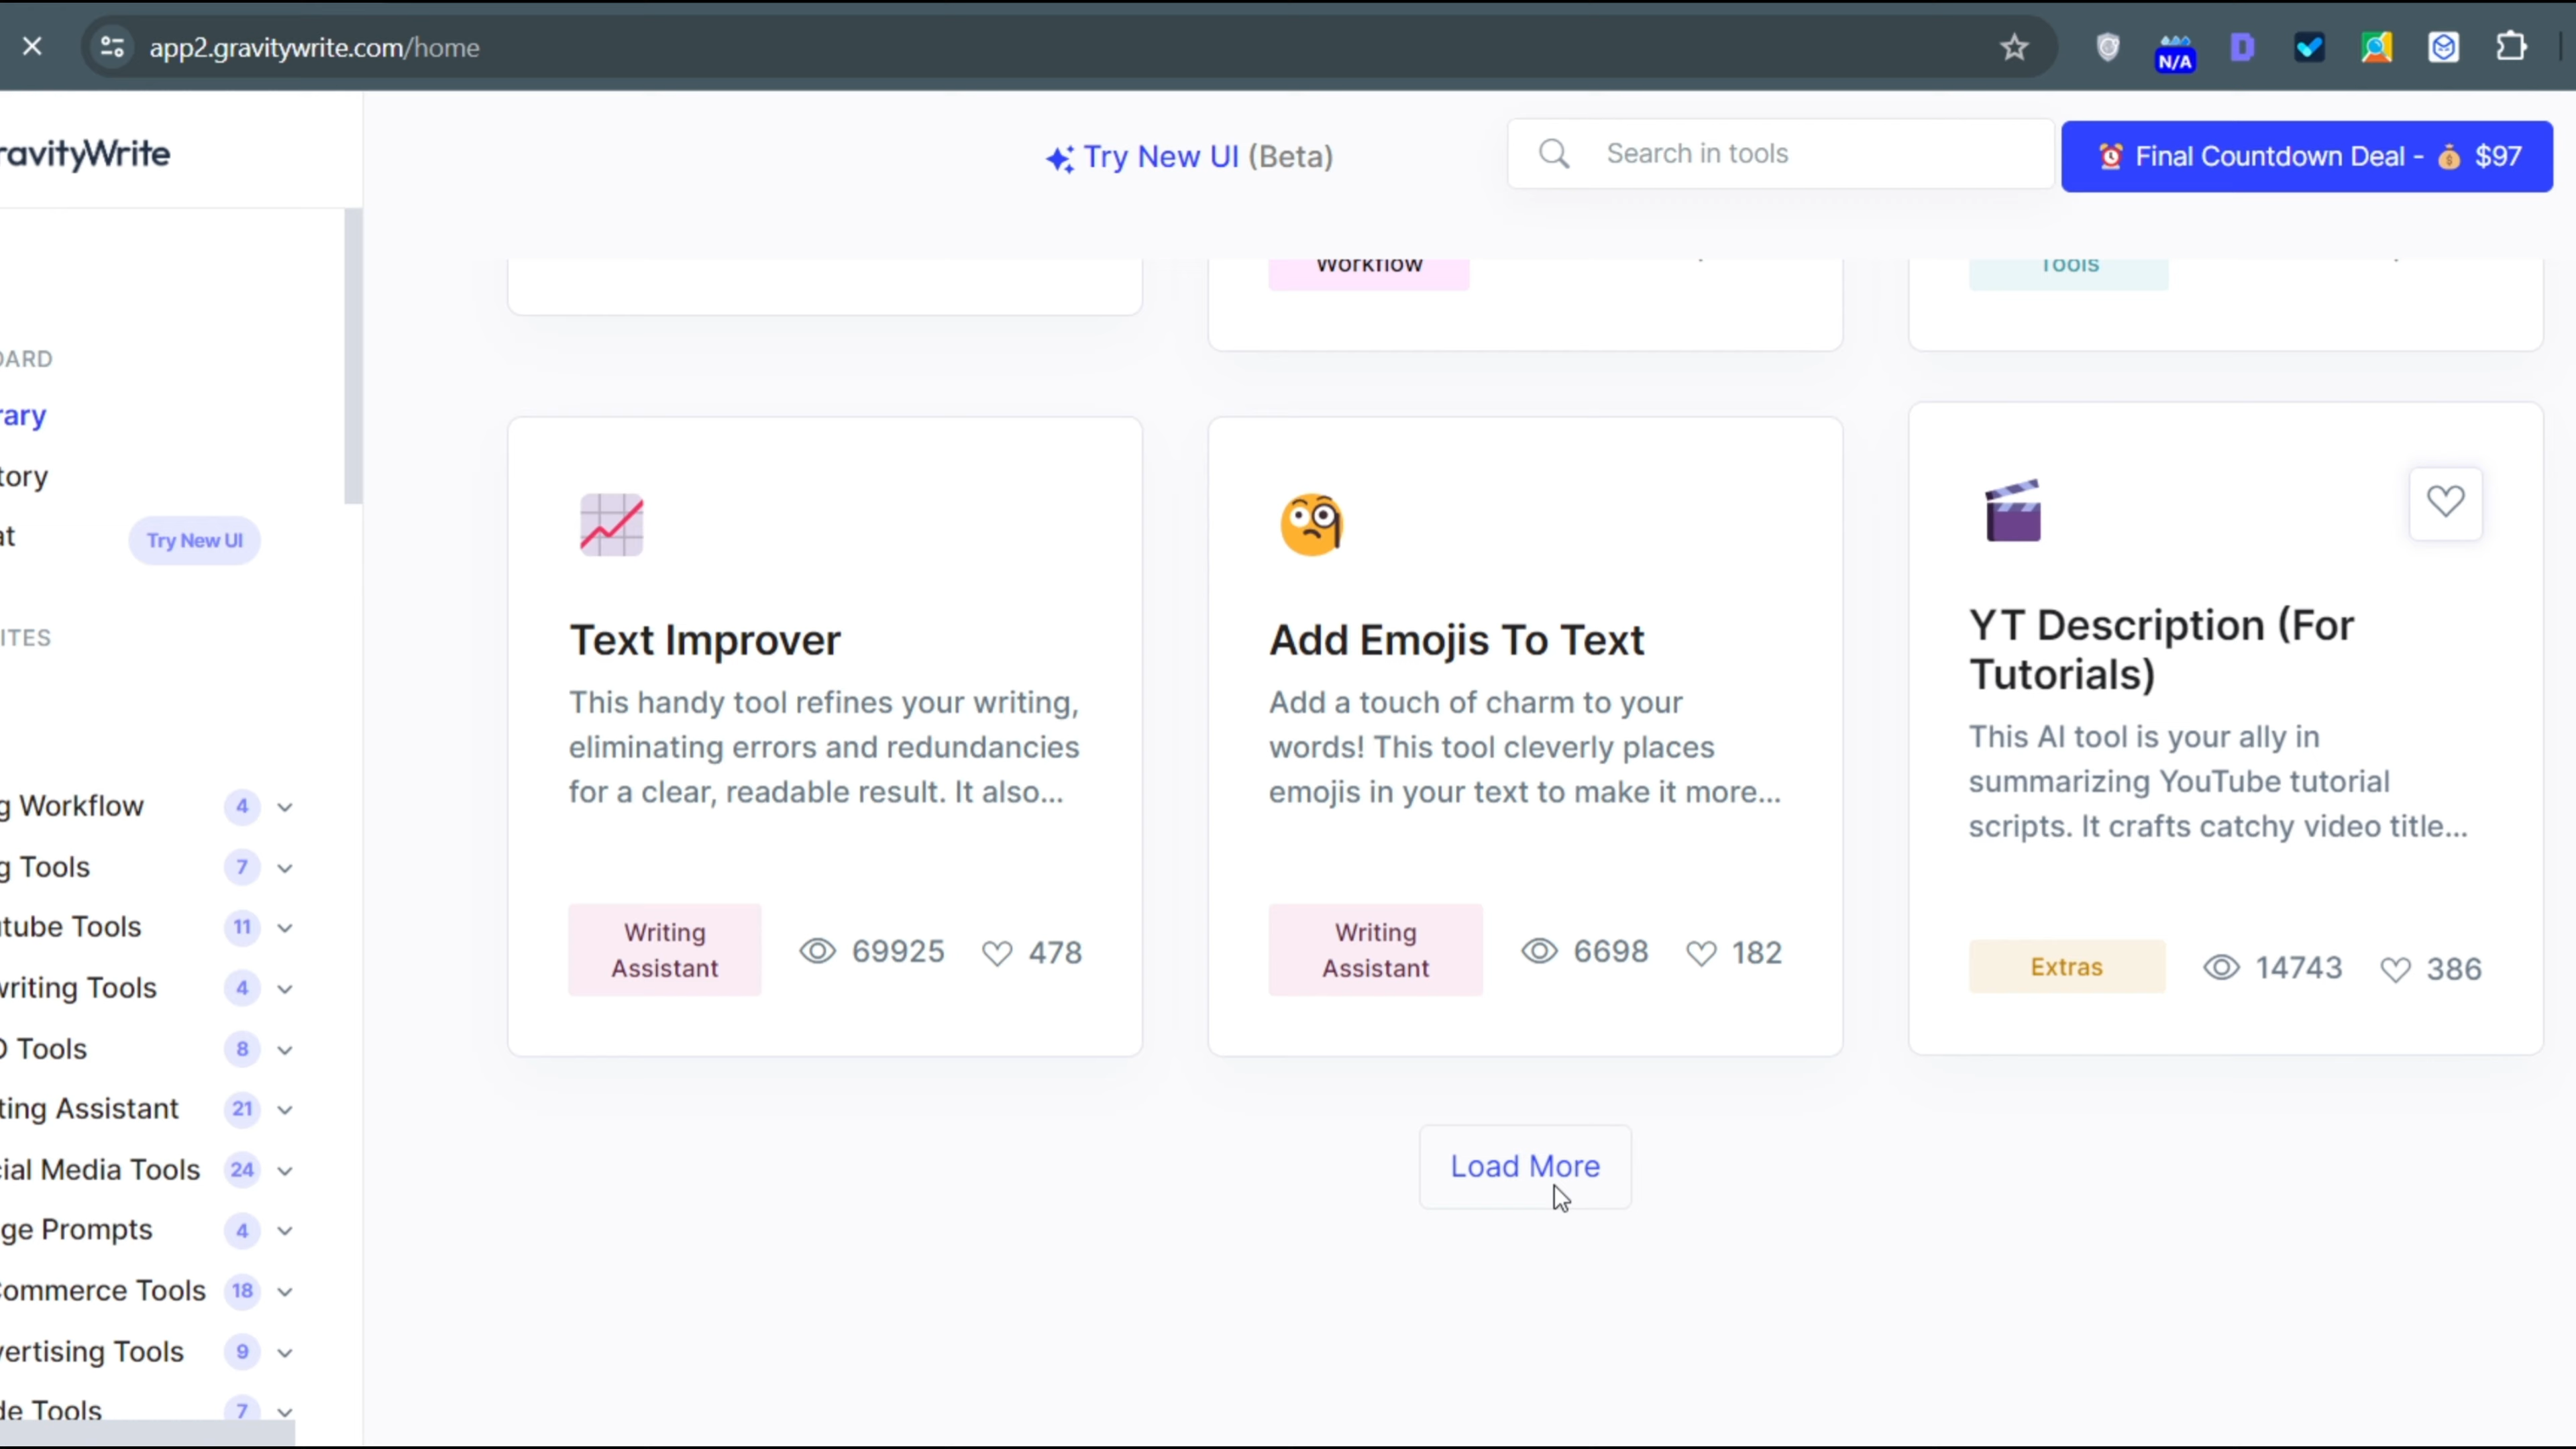 app2.gravitywrite.com/home
N/A
D
ravityWrite
Try New UI (Beta)
Search in tools
Final Countdown Deal - $97
OARD
rary
tory
at
Try New UI
ITES
g Workflow 4
g Tools 7
utube Tools 11
writing Tools 4
O Tools 8
ting Assistant 21
cial Media Tools 24
ge Prompts 4
Commerce Tools 18
vertising Tools 9
de Tools 7
Workflow
Tools
Text Improver
This handy tool refines your writing,
eliminating errors and redundancies
for a clear, readable result. It also...
Writing
Assistant
69925 478
Add Emojis To Text
Add a touch of charm to your
words! This tool cleverly places
emojis in your text to make it more...
Writing
Assistant
6698 182
YT Description (For
Tutorials)
This AI tool is your ally in
summarizing YouTube tutorial
scripts. It crafts catchy video title...
Extras 14743 386
Load More